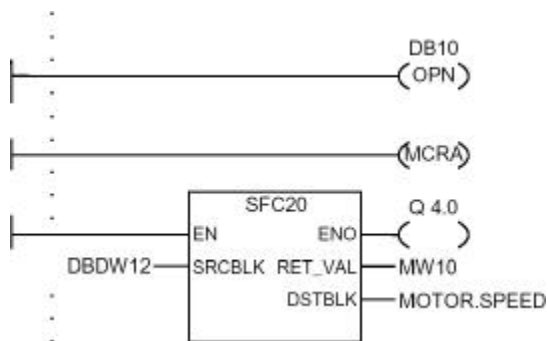 DB10
OPN
MCRA
SFC20
Q 4.0
EN ENO
DBDW12 SRCBLK RET_VAL MW10
DSTBLK MOTOR.SPEED